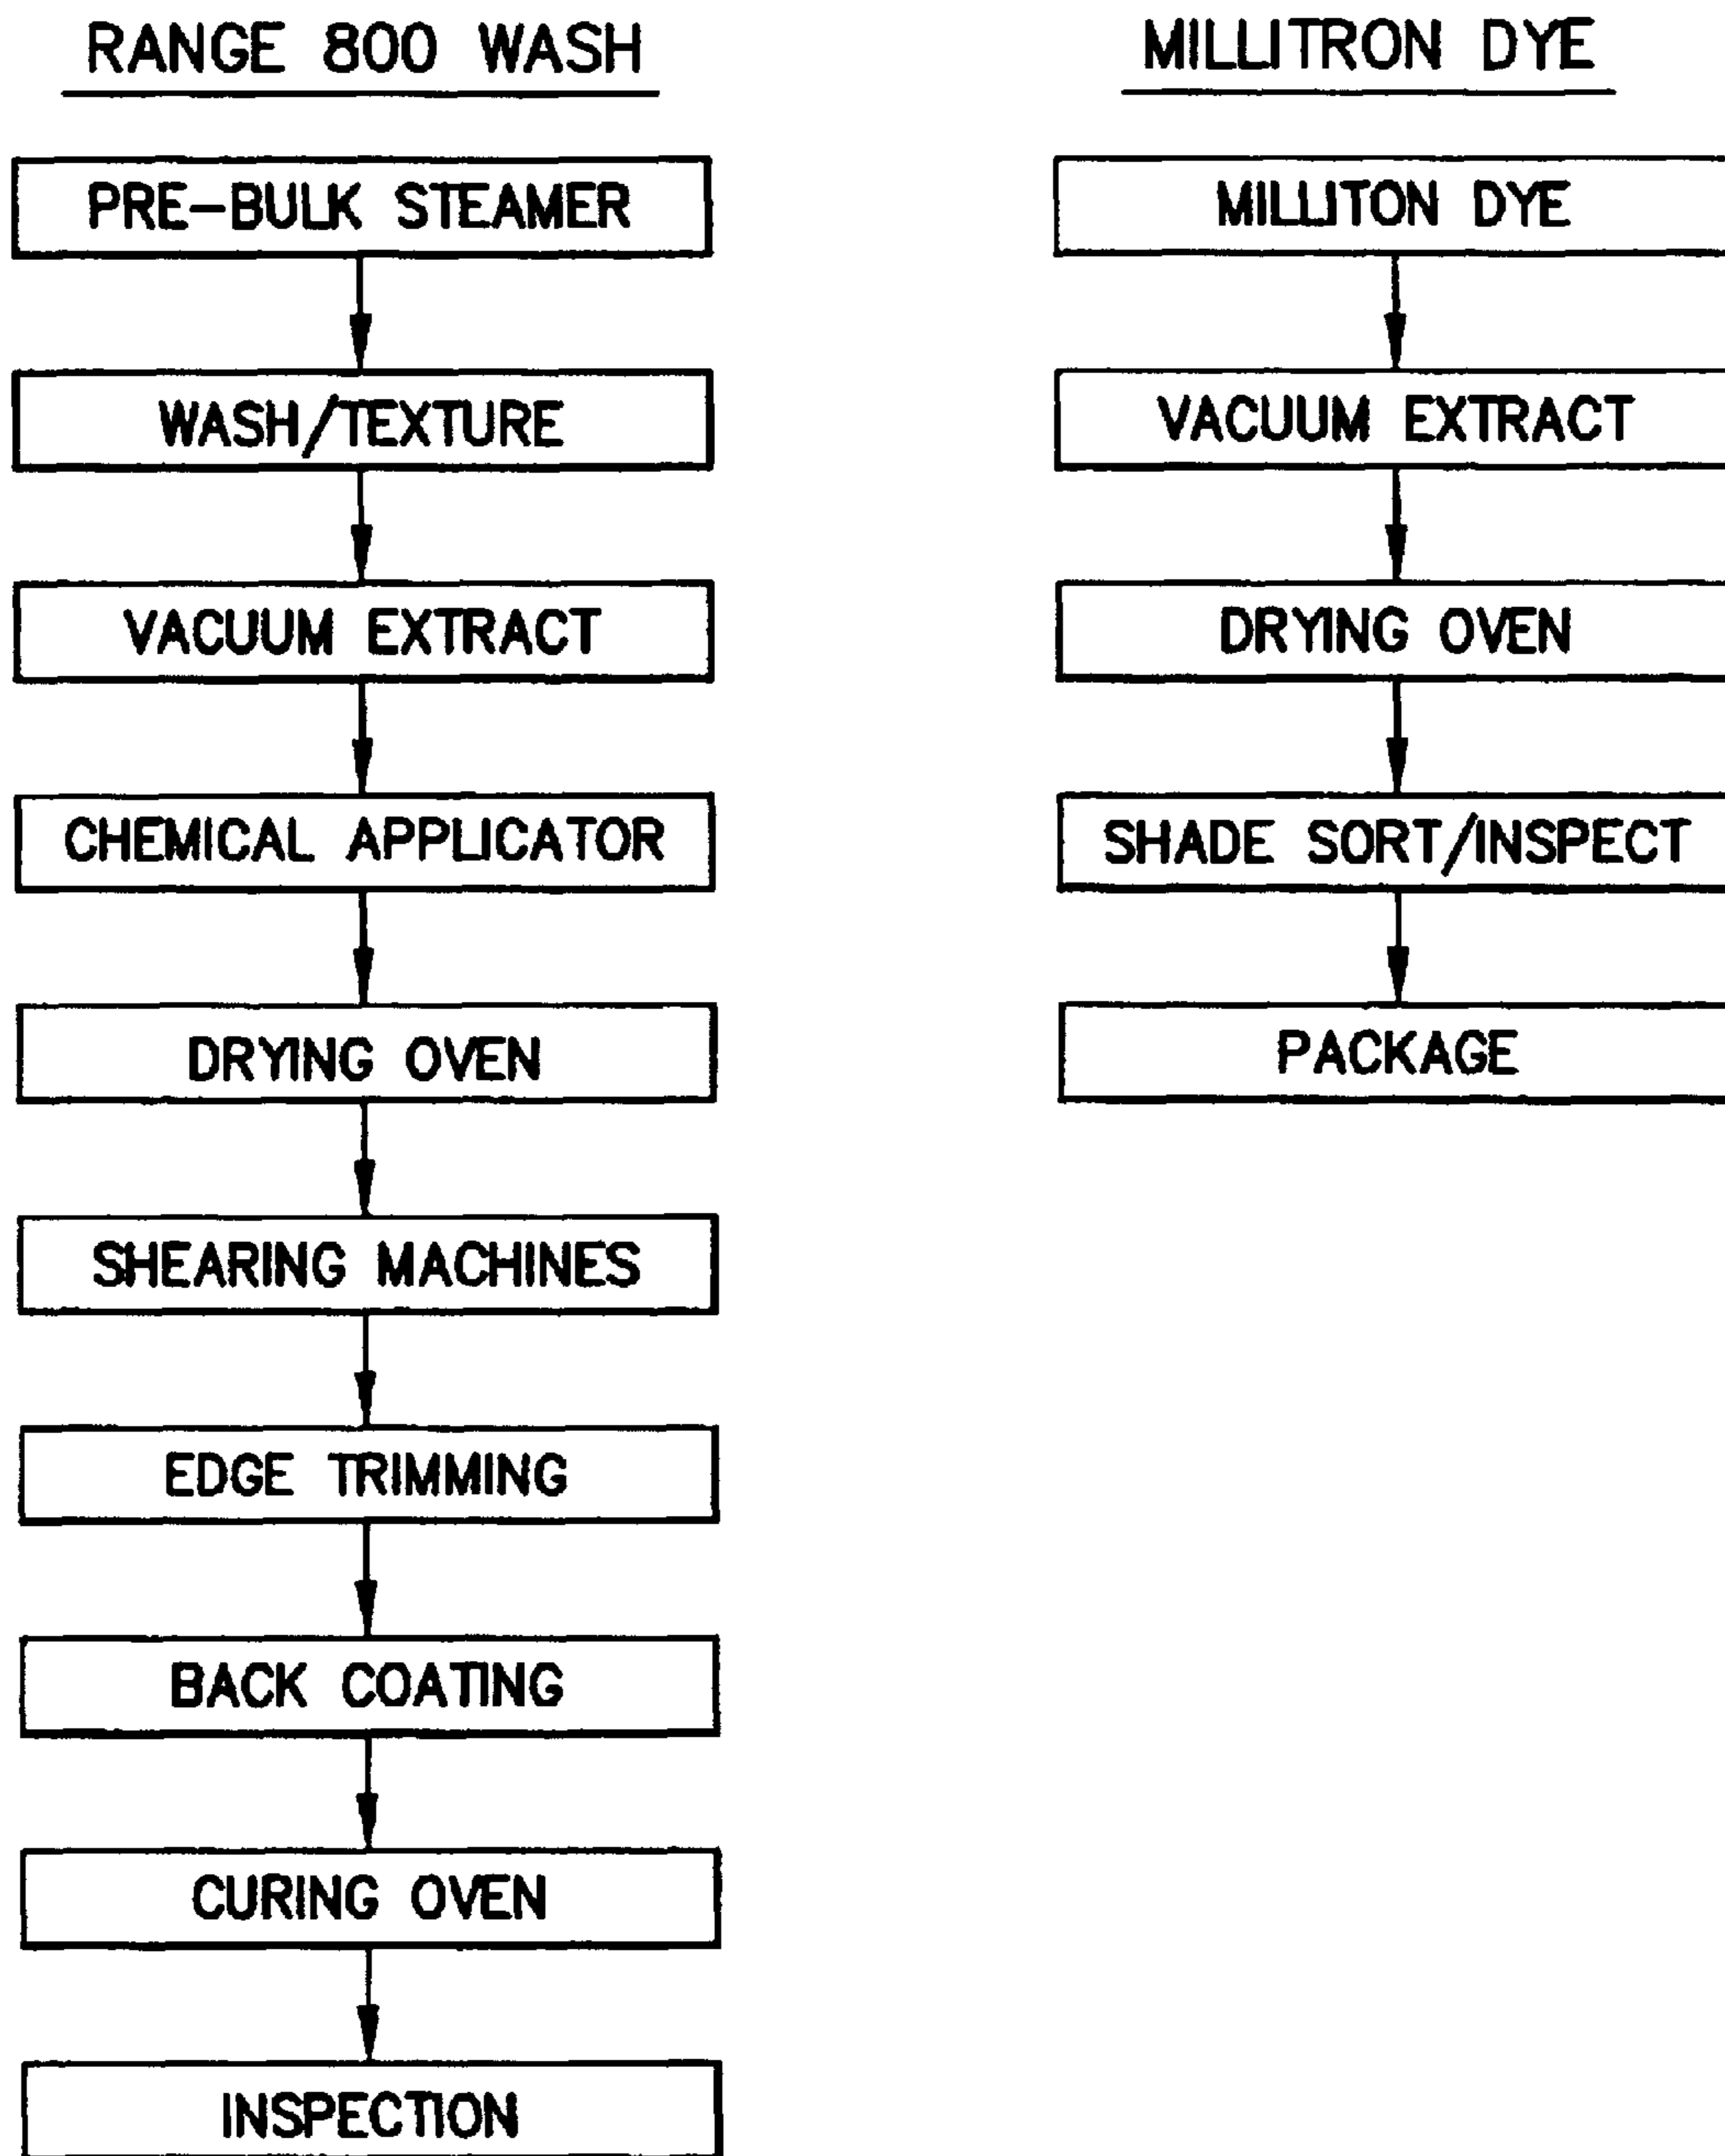 RANGE 800 WASH
PRE-BULK STEAMER
WASH/TEXTURE
VACUUM EXTRACT
CHEMICAL APPLICATOR
DRYING OVEN
SHEARING MACHINES
EDGE TRIMMING
BACK COATING
CURING OVEN
INSPECTION
MILLITRON DYE
MILLITON DYE
VACUUM EXTRACT
DRYING OVEN
SHADE SORT/INSPECT
PACKAGE